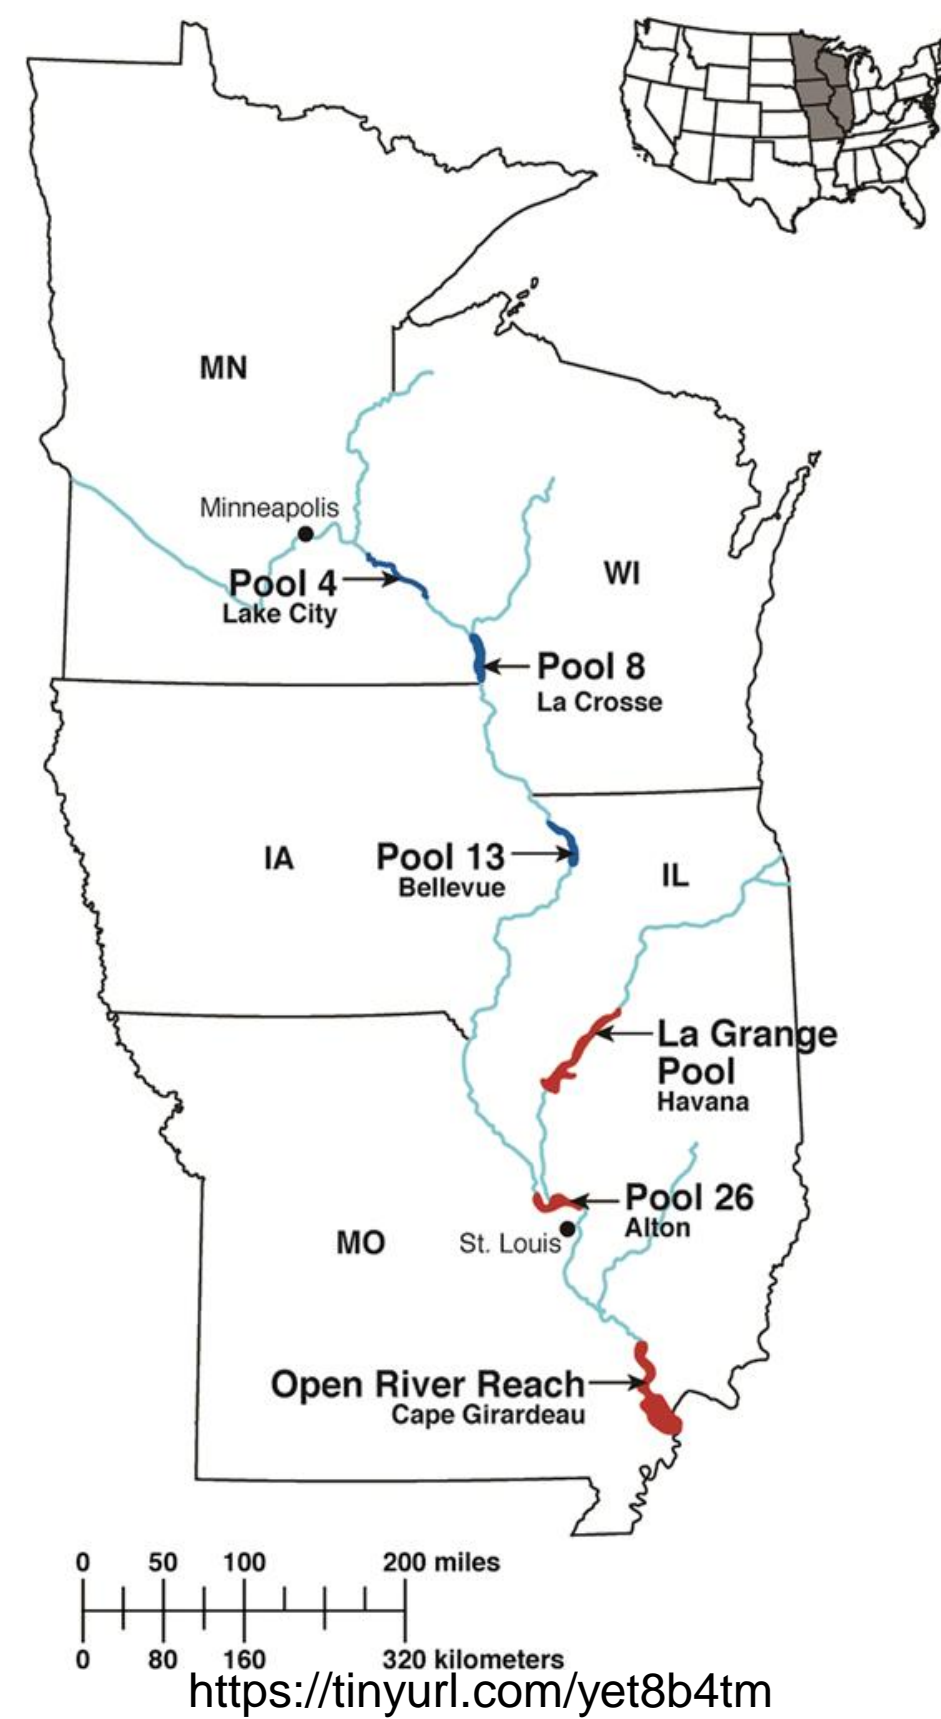 MN
Minneapolis
Pool 4
Lake City
WI
Pool 8
La Crosse
IA
Pool 13
Bellevue
IL
La Grange
Pool
Havana
Pool 26
Alton
St. Louis
MO
Open River Reach
Cape Girardeau
0 50 100 200 miles
0 80 160 320 kilometers
https://tinyurl.com/yet8b4tm